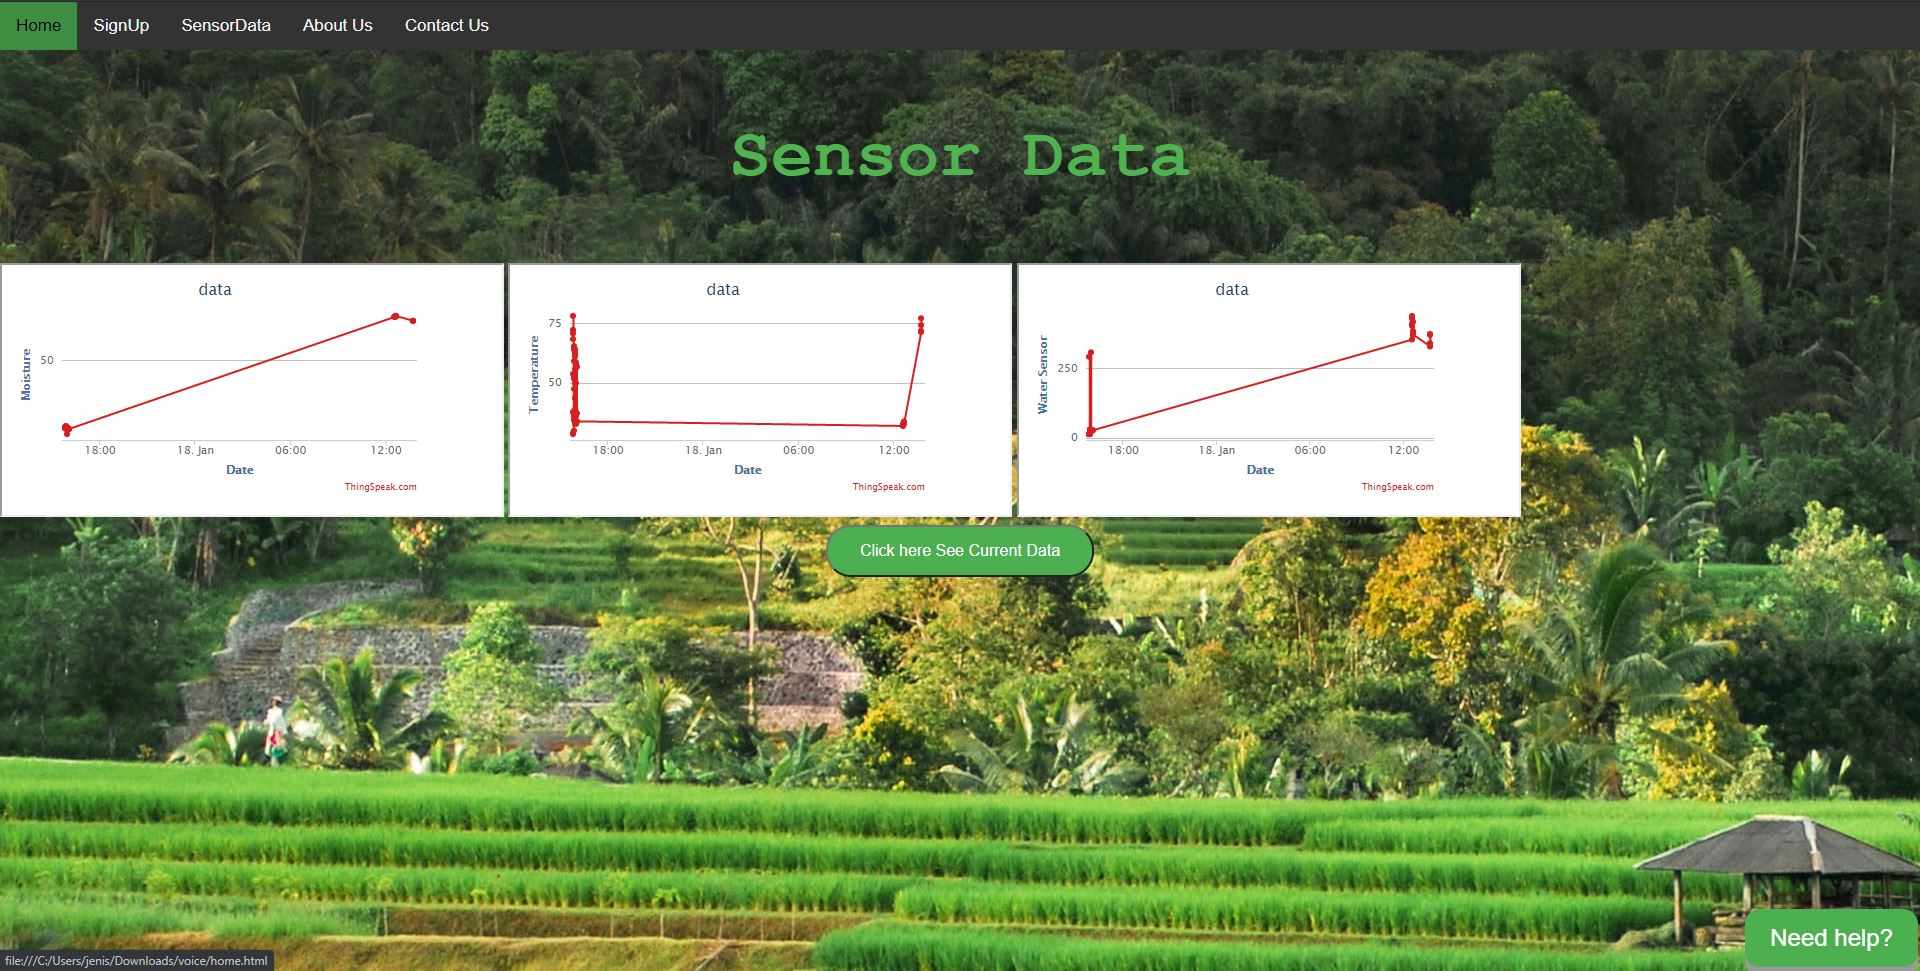 Home SignUp SensorData About Us Contact Us
Sensor Data
data
Moisture
50
18:00 18. Jan 06:00 12:00
Date
ThingSpeak.com
data
Temperature
75
50
18:00 18. Jan 06:00 12:00
Date
ThingSpeak.com
data
Water Sensor
250
0
18:00 18. Jan 06:00 12:00
Date
ThingSpeak.com
Click here See Current Data
Need help?
file:///C:/Users/jenis/Downloads/voice/home.html